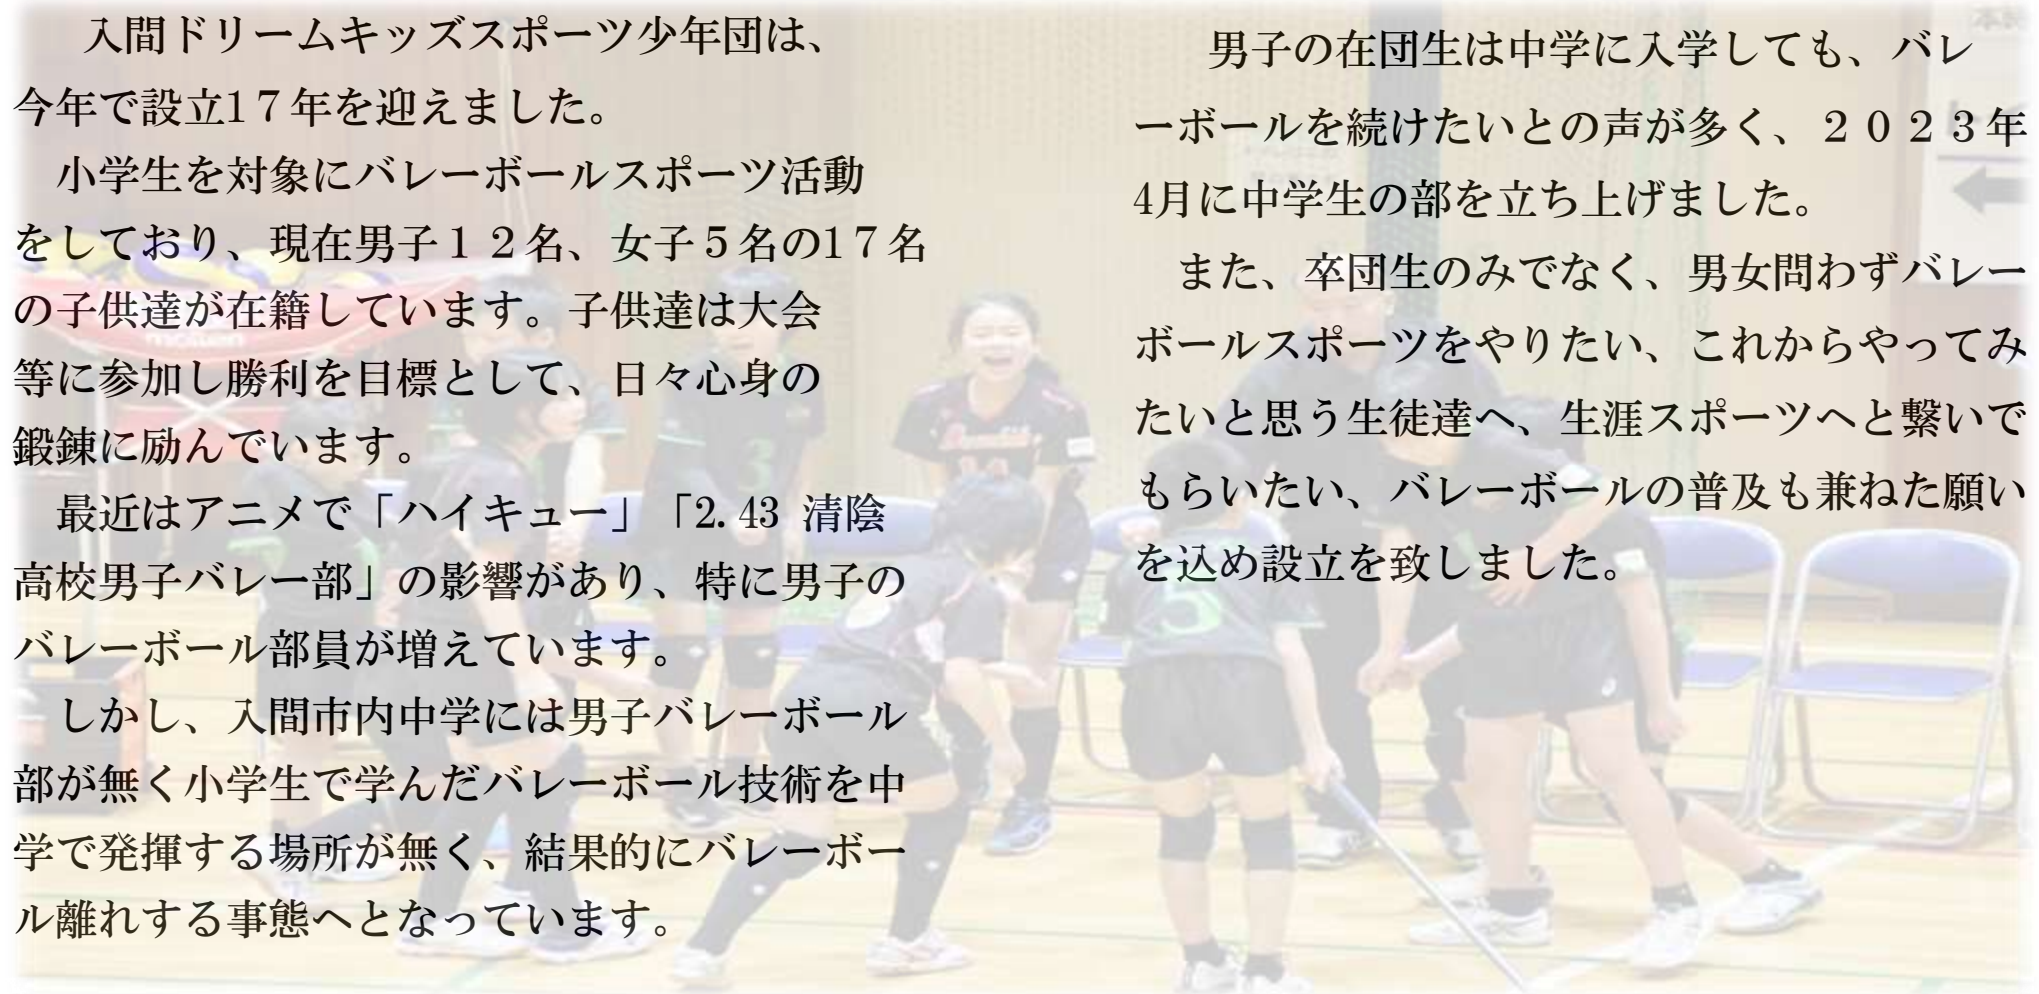 入間ドリームキッズスポーツ少年団は、
今年で設立1７年を迎えました。
小学生を対象にバレーボールスポーツ活動
をしており、現在男子１２名、女子５名の1７名
の子供達が在籍しています。子供達は大会
等に参加し勝利を目標として、日々心身の
鍛錬に励んでいます。
最近はアニメで「ハイキュー」「2.43 清陰
高校男子バレー部」の影響があり、特に男子の
バレーボール部員が増えています。
しかし、入間市内中学には男子バレーボール
部が無く小学生で学んだバレーボール技術を中
学で発揮する場所が無く、結果的にバレーボー
ル離れする事態へとなっています。
男子の在団生は中学に入学しても、バレ
ーボールを続けたいとの声が多く、２０２３年
4月に中学生の部を立ち上げました。
また、卒団生のみでなく、男女問わずバレー
ボールスポーツをやりたい、これからやってみ
たいと思う生徒達へ、生涯スポーツへと繋いで
もらいたい、バレーボールの普及も兼ねた願い
を込め設立を致しました。
molten
3
5